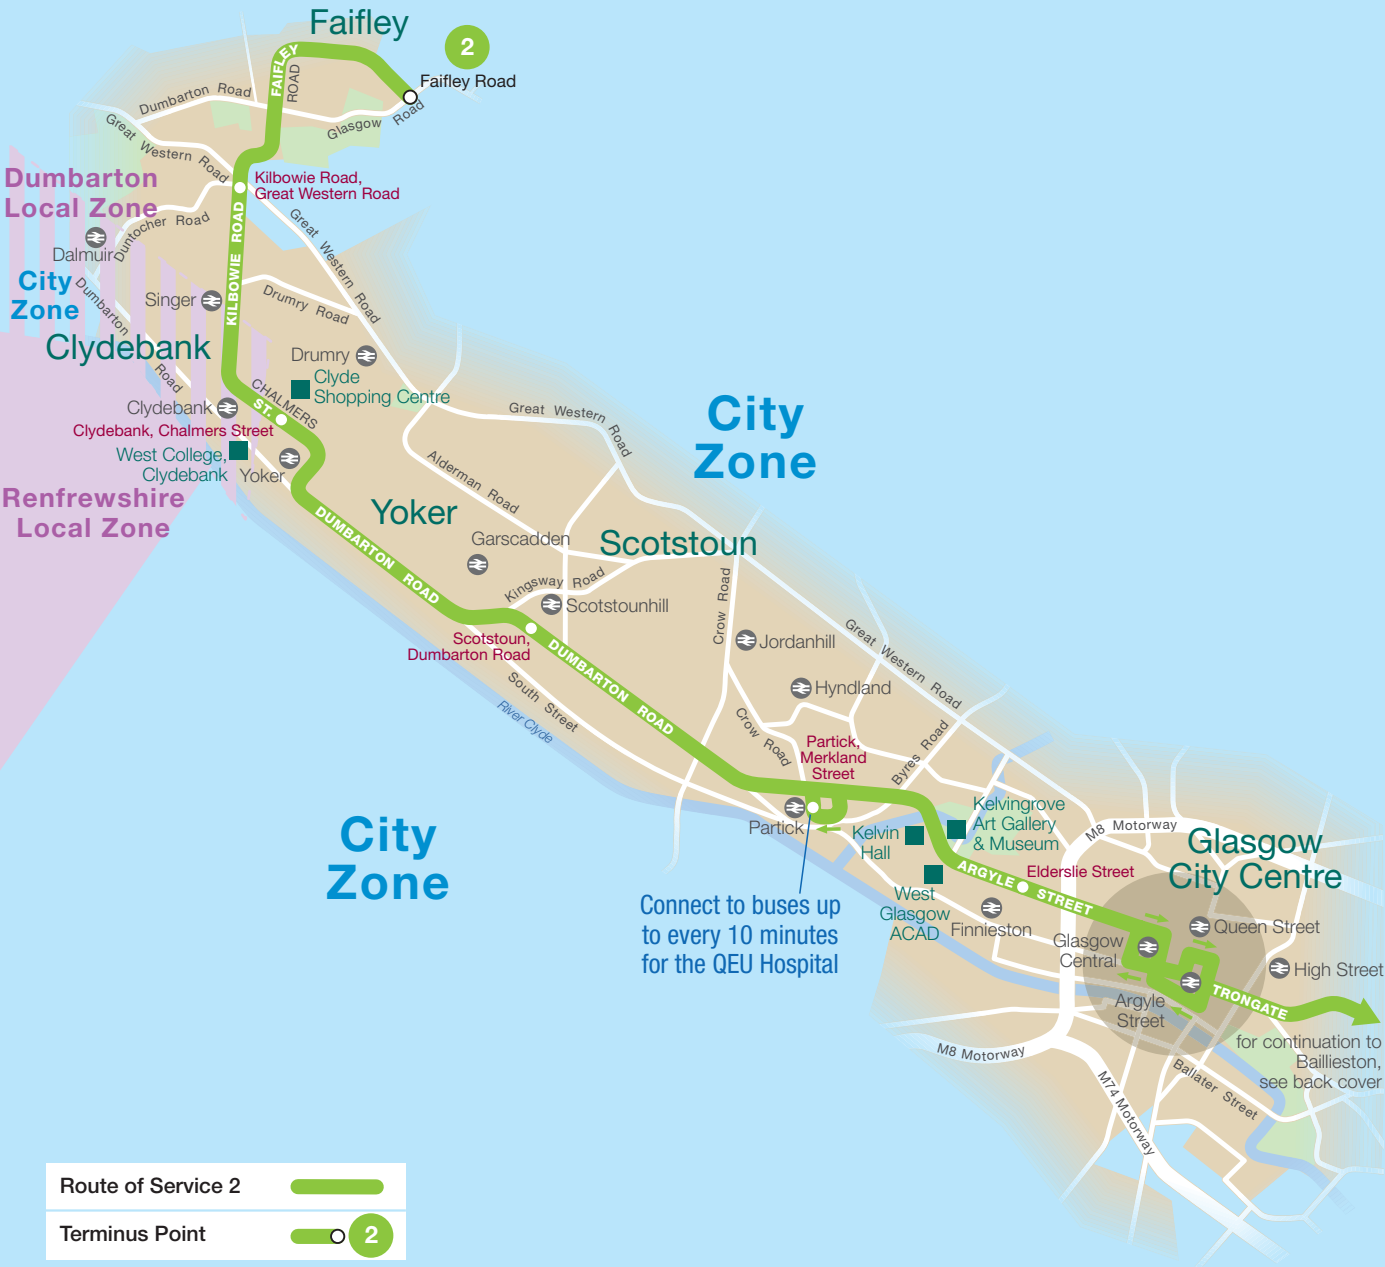 Faifley
2
Faifley Road
FAIFLEY
ROAD
Dumbarton Road
Glasgow Road
Great Western Road
Dumbarton
Local Zone
Kilbowie Road,
Great Western Road
Duntocher Road
Dalmuir
KILBOWIE ROAD
Great Western Road
City
Zone
Dumbarton Road
Singer
Drumry Road
Clydebank
Drumry
Clyde
Shopping Centre
CHALMERS
ST.
Clydebank
Clydebank, Chalmers Street
West College,
Clydebank
Yoker
Great Western Road
City
Zone
Alderman Road
Renfrewshire
Local Zone
Yoker
DUMBARTON ROAD
Garscadden
Scotstoun
Kingsway Road
Scotstounhill
Crow Road
Jordanhill
Great Western Road
Scotstoun,
Dumbarton Road
DUMBARTON ROAD
Hyndland
South Street
River Clyde
Crow Road
Partick,
Merkland
Street
Byres Road
Partick
Kelvin
Hall
Kelvingrove
Art Gallery
& Museum
M8 Motorway
Glasgow
City Centre
City
Zone
ARGYLE STREET
Elderslie Street
West
Glasgow
ACAD
Finnieston
Connect to buses up
to every 10 minutes
for the QEU Hospital
Glasgow
Central
Queen Street
High Street
Argyle
Street
TRONGATE
for continuation to
Baillieston,
see back cover
M8 Motorway
M74 Motorway
Ballater Street
Route of Service 2
Terminus Point
2